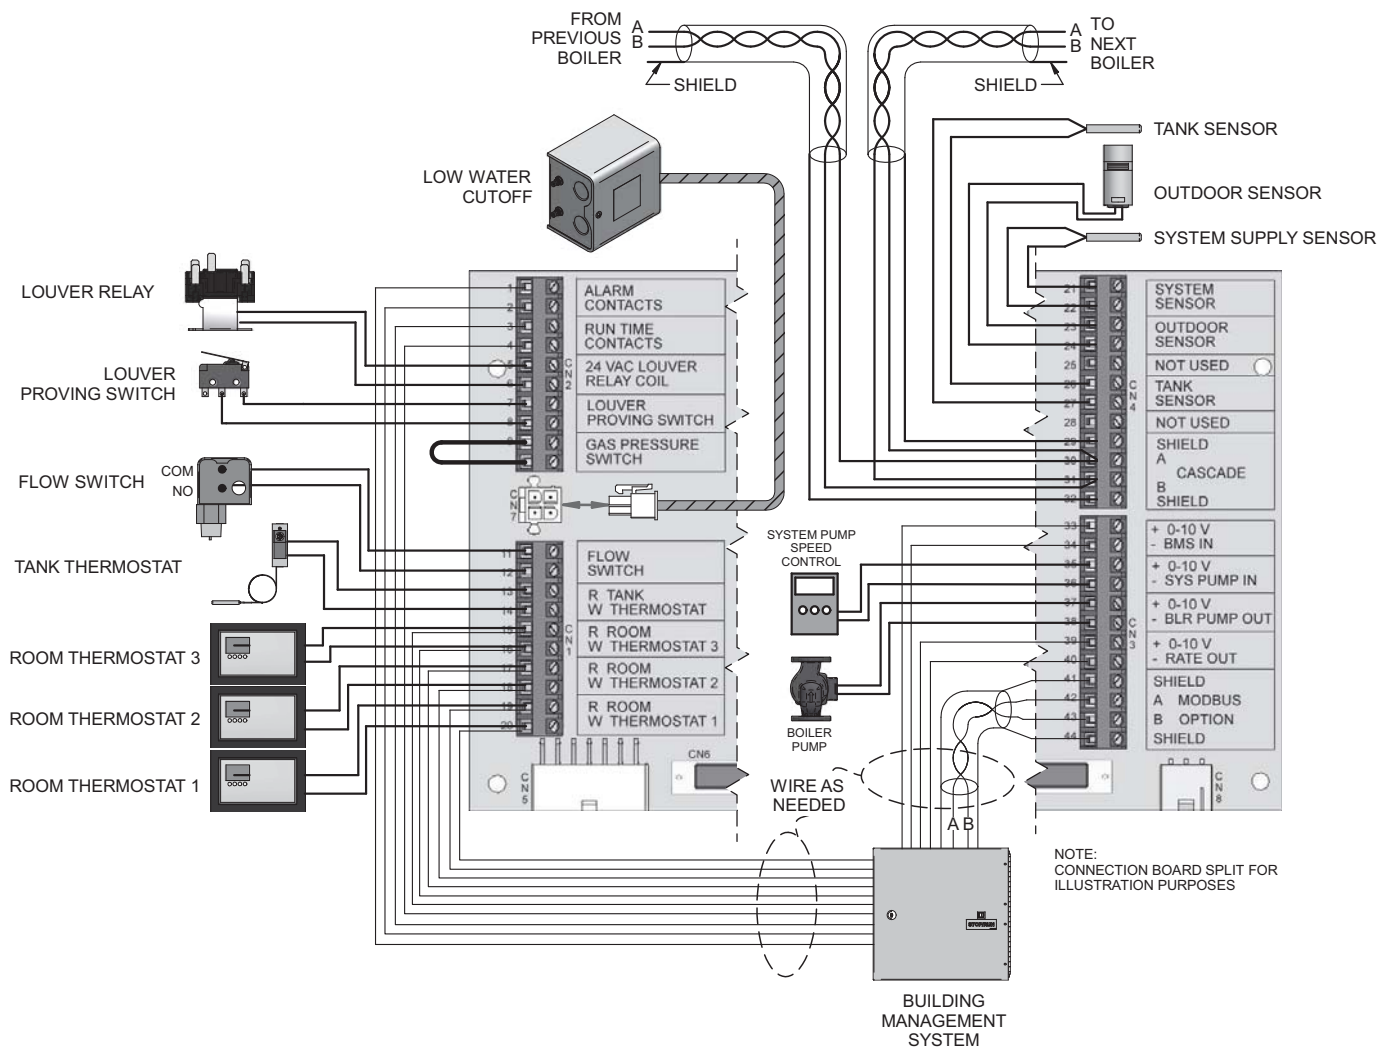 FROM
PREVIOUS
BOILER
A
B
SHIELD
A
B
TO
NEXT
BOILER
SHIELD
TANK SENSOR
OUTDOOR SENSOR
SYSTEM SUPPLY SENSOR
LOW WATER
CUTOFF
LOUVER RELAY
LOUVER
PROVING SWITCH
FLOW SWITCH
COM
NO
TANK THERMOSTAT
ROOM THERMOSTAT 3
ROOM THERMOSTAT 2
ROOM THERMOSTAT 1
1
2
3
4
5
6
7
8
9
CN2
ALARM
CONTACTS
RUN TIME
CONTACTS
24 VAC LOUVER
RELAY COIL
LOUVER
PROVING SWITCH
GAS PRESSURE
SWITCH
CN7
11
12
13
14
15
16
17
18
19
20
CN1
FLOW
SWITCH
R TANK
W THERMOSTAT
R ROOM
W THERMOSTAT 3
R ROOM
W THERMOSTAT 2
R ROOM
W THERMOSTAT 1
CN5
CN6
SYSTEM PUMP
SPEED
CONTROL
BOILER
PUMP
21
22
23
24
25
26
27
28
29
30
31
32
CN4
SYSTEM
SENSOR
OUTDOOR
SENSOR
NOT USED
TANK
SENSOR
NOT USED
SHIELD
A
CASCADE
B
SHIELD
33
34
35
36
37
38
39
40
41
42
43
44
CN3
+ 0-10 V
- BMS IN
+ 0-10 V
- SYS PUMP IN
+ 0-10 V
- BLR PUMP OUT
+ 0-10 V
- RATE OUT
SHIELD
A MODBUS
B OPTION
SHIELD
CN8
WIRE AS
NEEDED
A B
NOTE:
CONNECTION BOARD SPLIT FOR
ILLUSTRATION PURPOSES
BUILDING
MANAGEMENT
SYSTEM